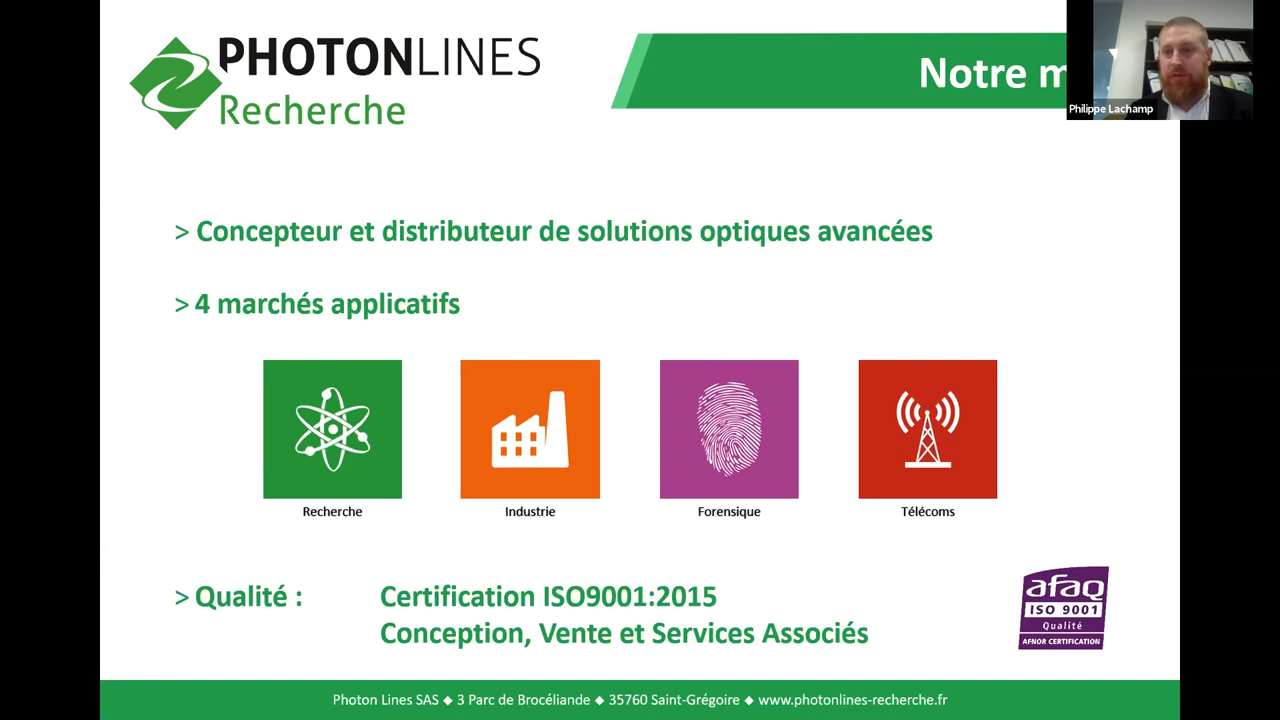 PHOTONLINES
Recherche
Notre m
Philippe Lachamp
> Concepteur et distributeur de solutions optiques avancées
> 4 marchés applicatifs
Recherche
Industrie
Forensique
Télécoms
> Qualité : Certification ISO9001:2015
Conception, Vente et Services Associés
afaq
ISO 9001
Qualité
AFNOR CERTIFICATION
Photon Lines SAS ◆ 3 Parc de Brocéliande ◆ 35760 Saint-Grégoire ◆ www.photonlines-recherche.fr